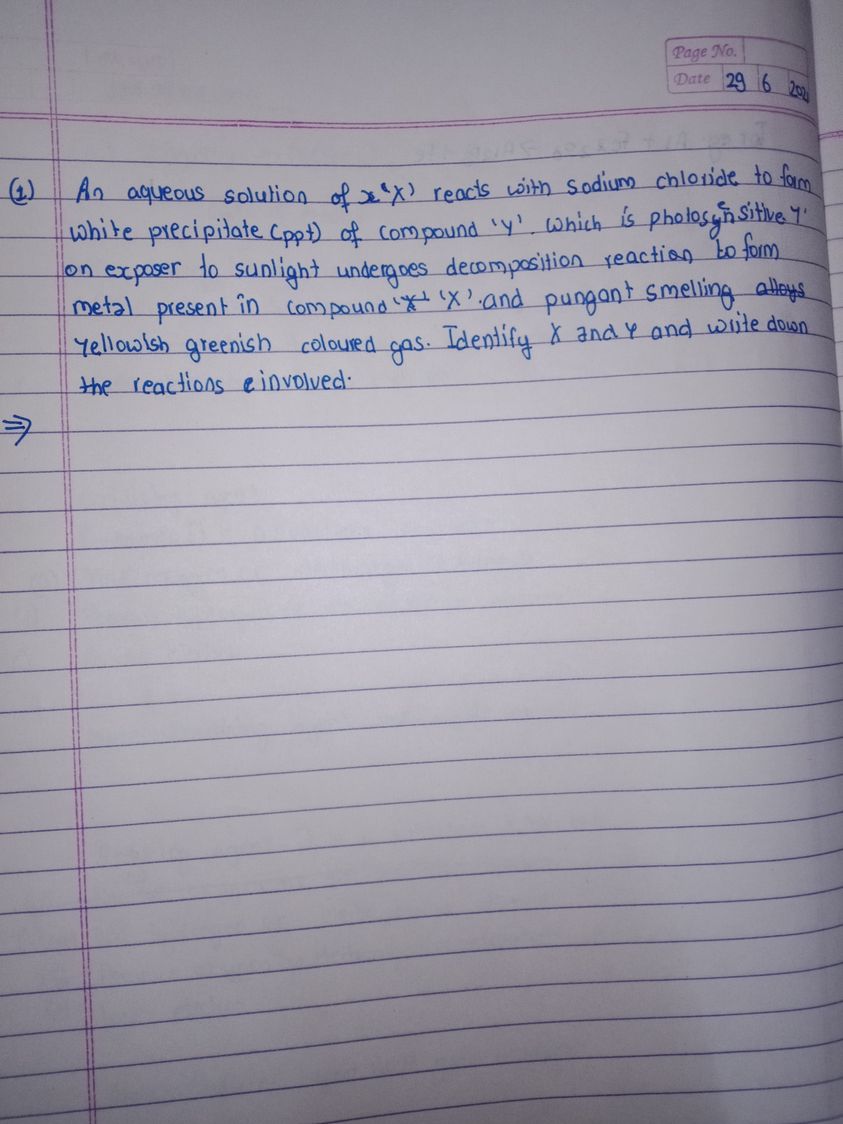 Page No.
Date 29 6 202
(1) An aqueous solution of x 'X' reacts with sodium chloride to form
white precipitate (ppt) of compound 'Y'. Which is photosensitive 'Y'
on exposer to sunlight undergoes decomposition reaction to form
metal present in compound 'X' 'X' and pungant smelling alloys
Yellowish greenish coloured gas. Identify X and Y and write down
the reactions involved.
⇒